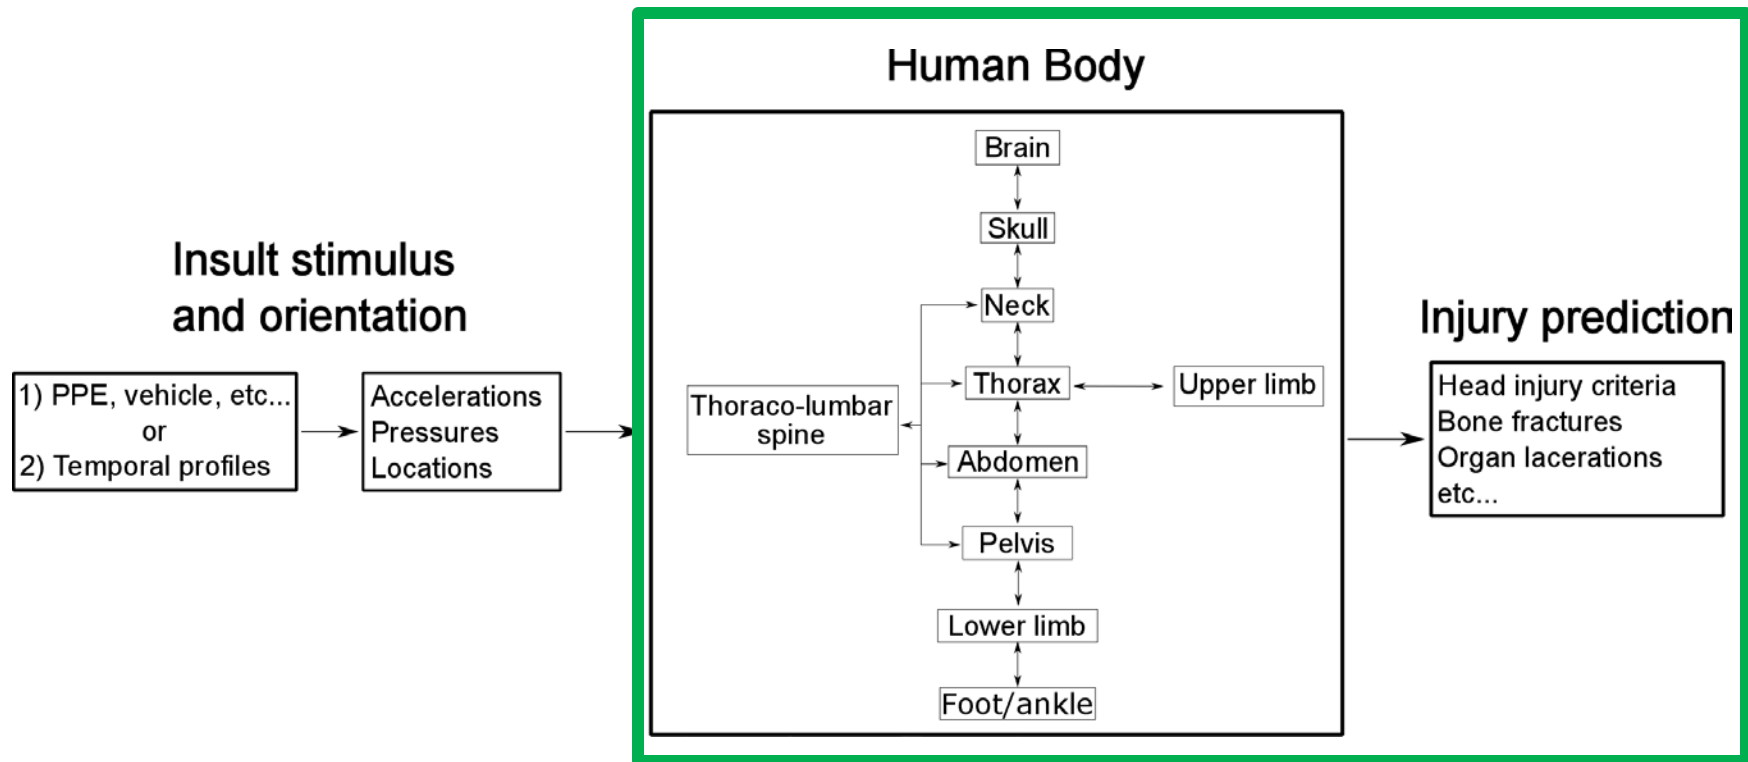 Human Body
Brain
Skull
Insult stimulus
and orientation
Neck
Injury prediction
1) PPE, vehicle, etc...
or
2) Temporal profiles
Accelerations
Pressures
Locations
Thoraco-lumbar
spine
Thorax
Upper limb
Abdomen
Pelvis
Lower limb
Foot/ankle
Head injury criteria
Bone fractures
Organ lacerations
etc...